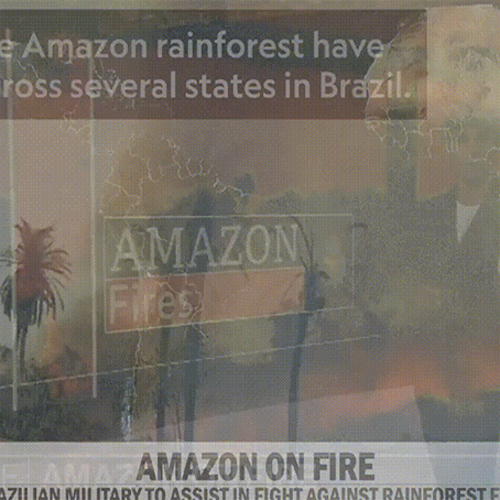 e Amazon rainforest have
ross several states in Brazil.
AMAZON
Fires
AMAZON ON FIRE
AZILIAN MILITARY TO ASSIST IN FIGHT AGAINST RAINFOREST F